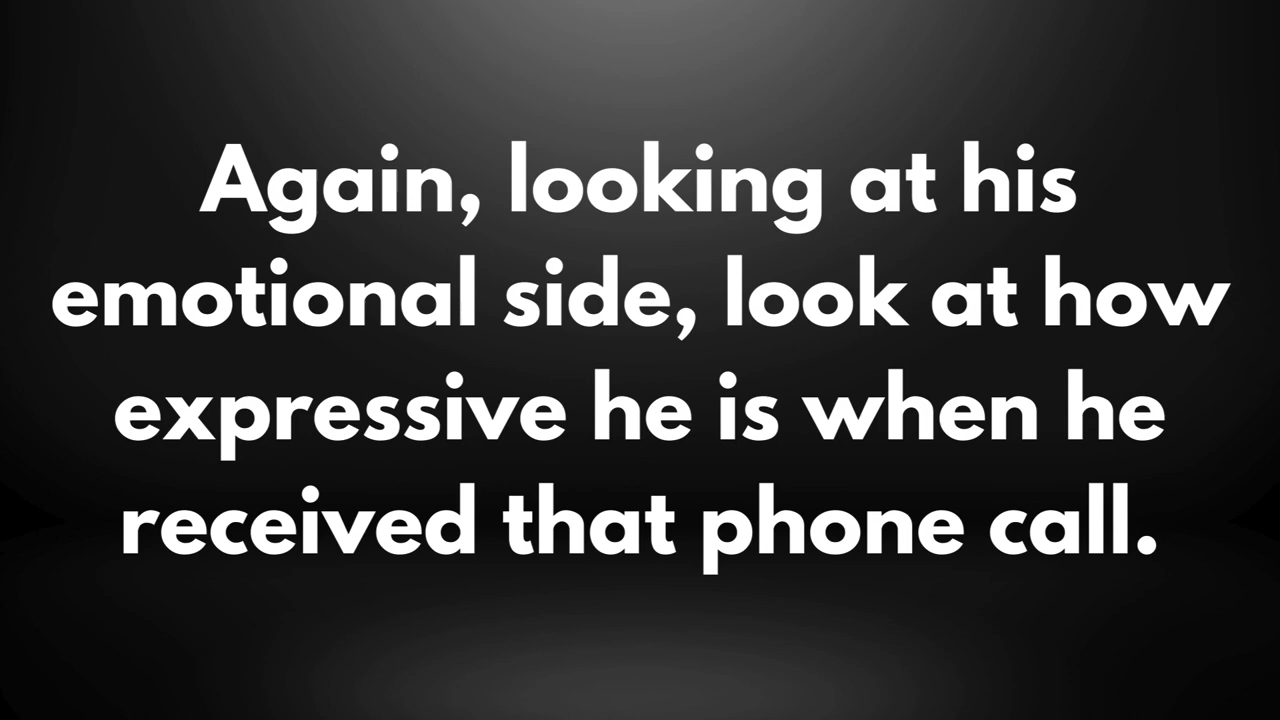 Again, looking at his
emotional side, look at how
expressive he is when he
received that phone call.